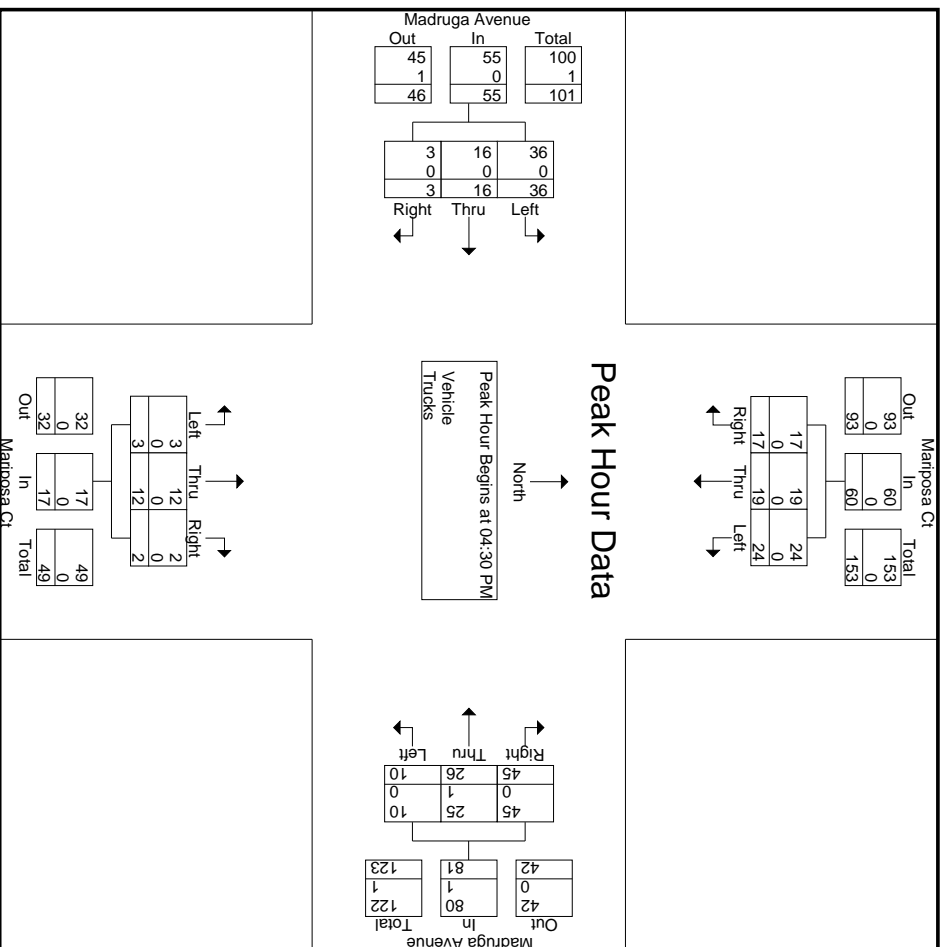 Madruga Avenue
Out In Total
45 55 100
1 0 1
46 55 101
3 16 36
0 0 0
3 16 36
Right Thru Left
Peak Hour Data
North
Peak Hour Begins at 04:30 PM
Vehicle
Trucks
Mariposa Ct
Out In Total
93 60 153
0 0 0
93 60 153
17 19 24
0 0 0
17 19 24
Right Thru Left
Left Thru Right
3 12 2
0 0 0
3 12 2
32 17 49
0 0 0
32 17 49
Out In Total
Mariposa Ct
Left Thru Right
10 26 45
0 1 0
10 25 45
123 81 42
1 1 0
122 80 42
Total In Out
Madruga Avenue